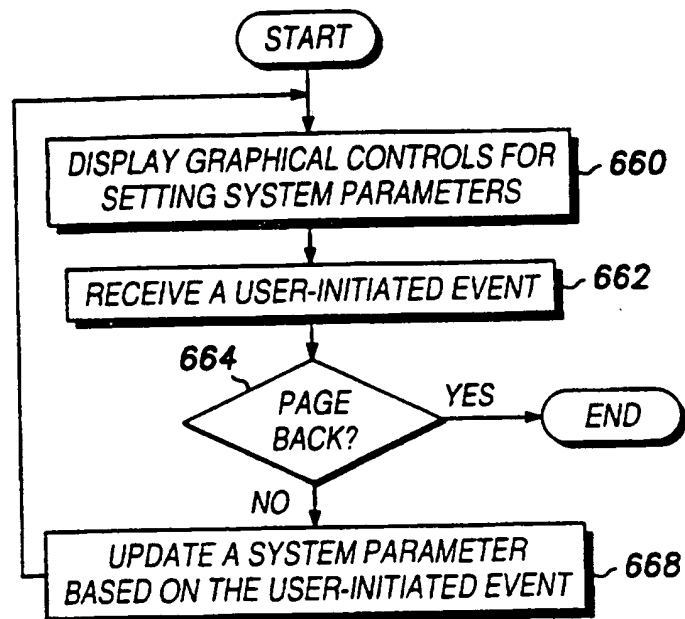 START
DISPLAY GRAPHICAL CONTROLS FOR
SETTING SYSTEM PARAMETERS
660
RECEIVE A USER-INITIATED EVENT
662
664
PAGE
BACK?
YES
END
NO
UPDATE A SYSTEM PARAMETER
BASED ON THE USER-INITIATED EVENT
668